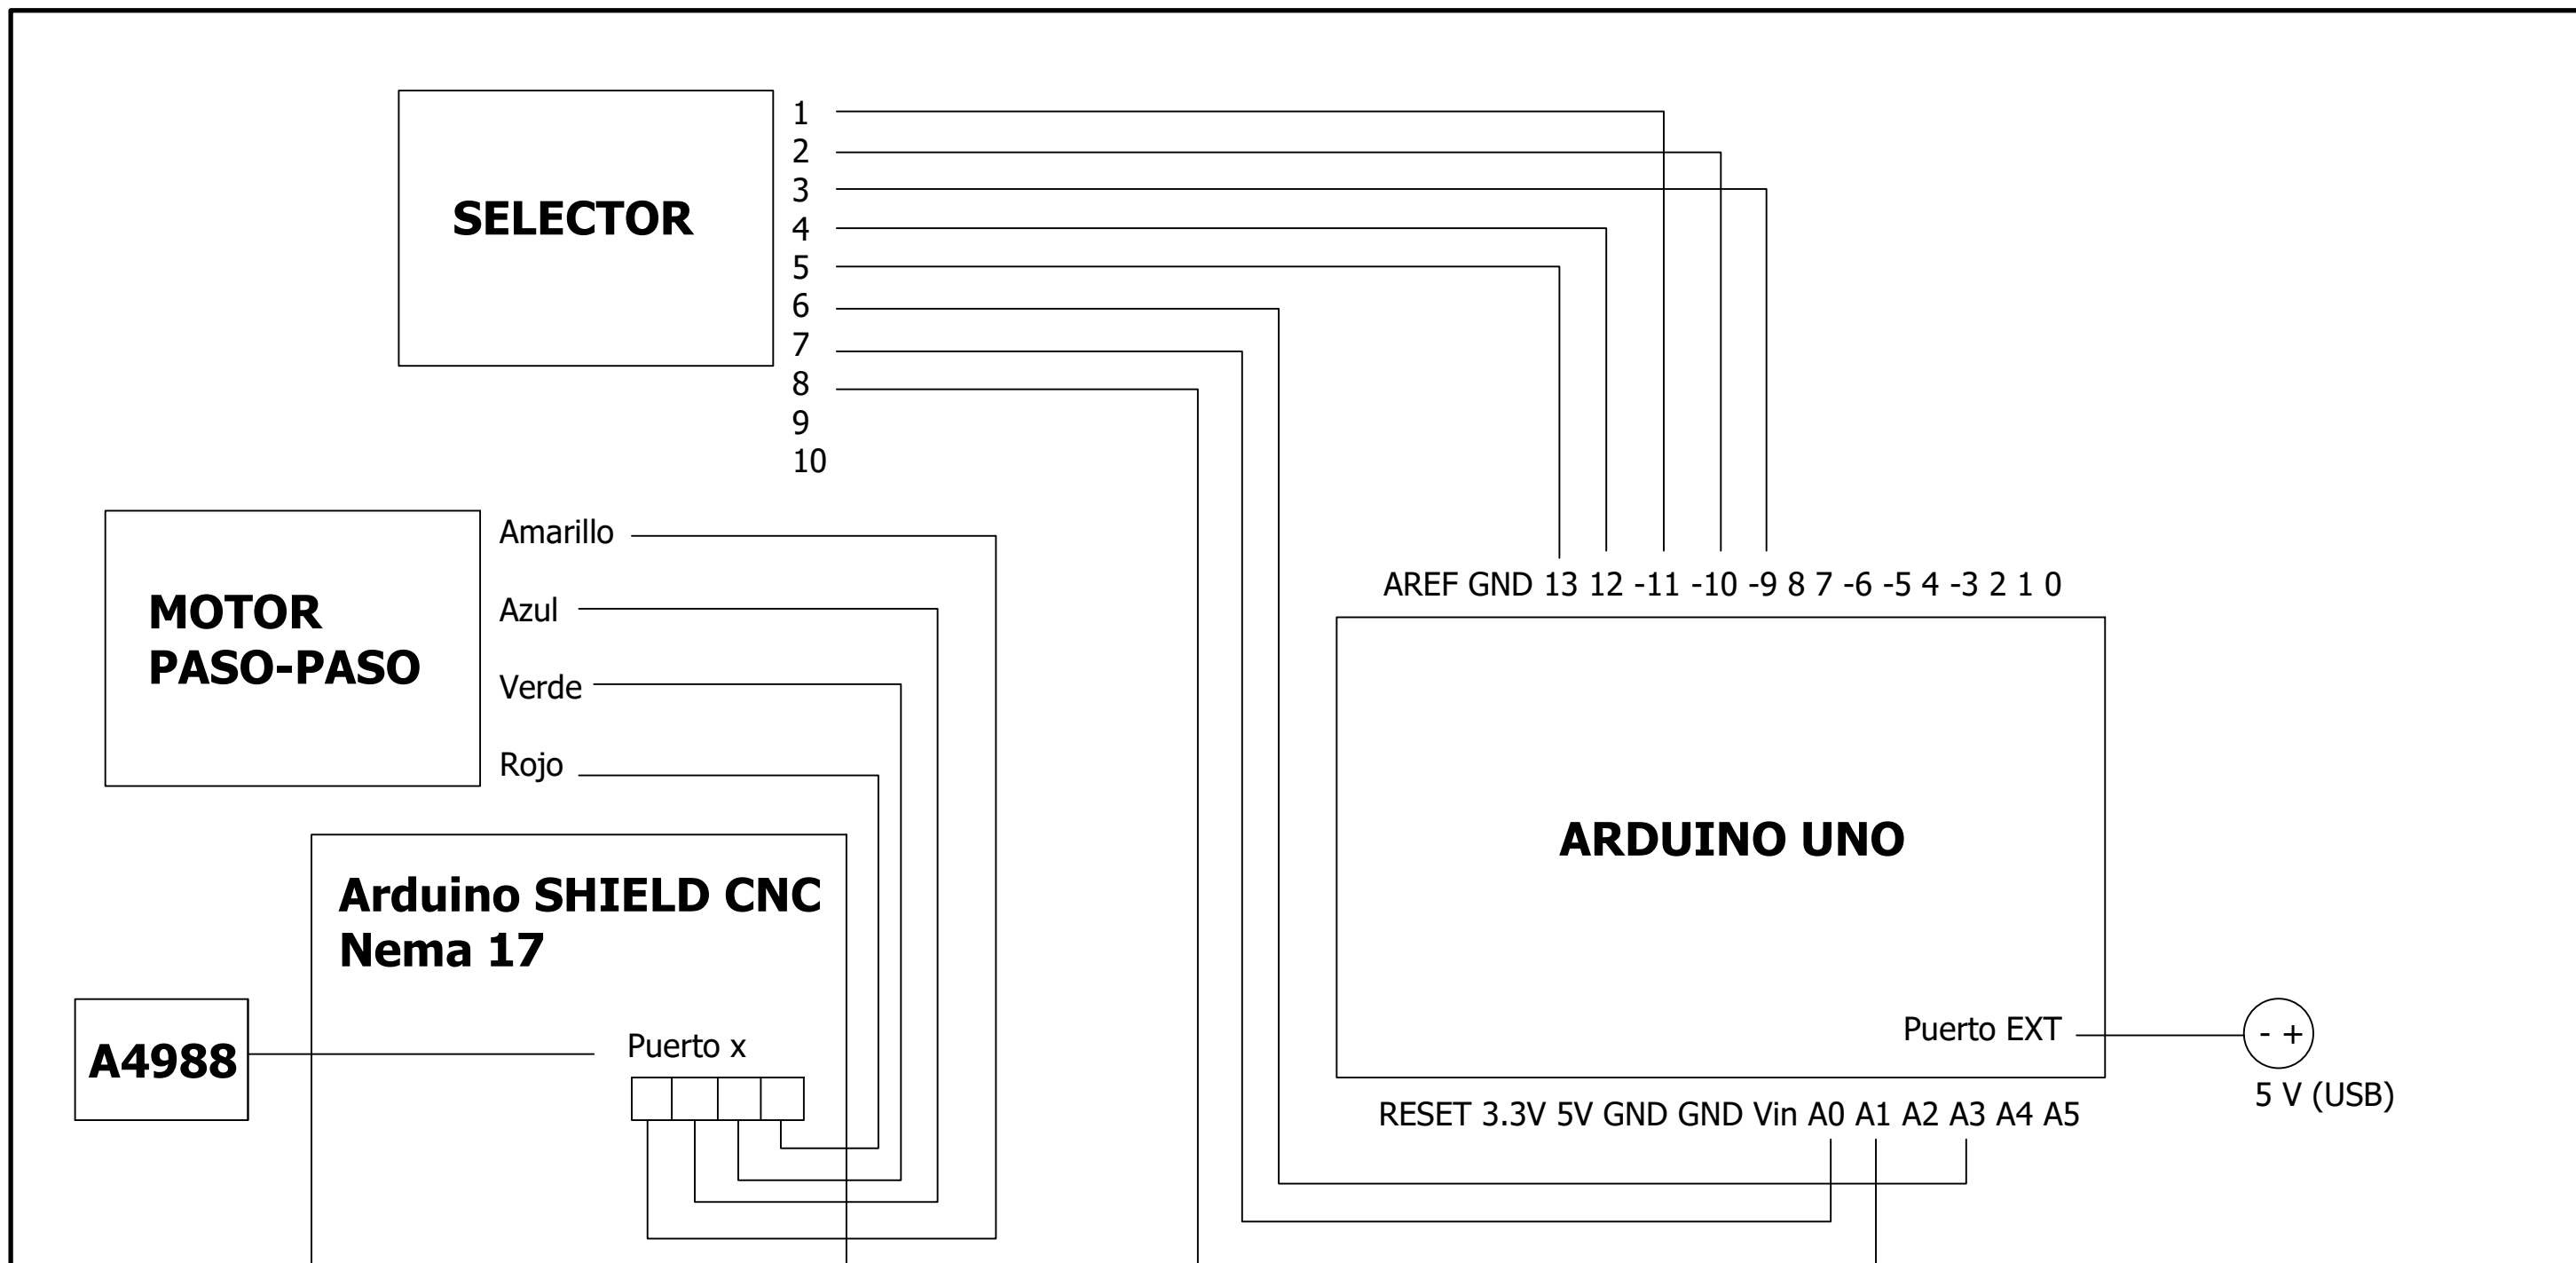 SELECTOR
1
2
3
4
5
6
7
8
9
10
MOTOR
PASO-PASO
Amarillo
Azul
Verde
Rojo
AREF GND 13 12 -11 -10 -9 8 7 -6 -5 4 -3 2 1 0
ARDUINO UNO
Puerto EXT
- +
5 V (USB)
RESET 3.3V 5V GND GND Vin A0 A1 A2 A3 A4 A5
Arduino SHIELD CNC
Nema 17
A4988
Puerto x